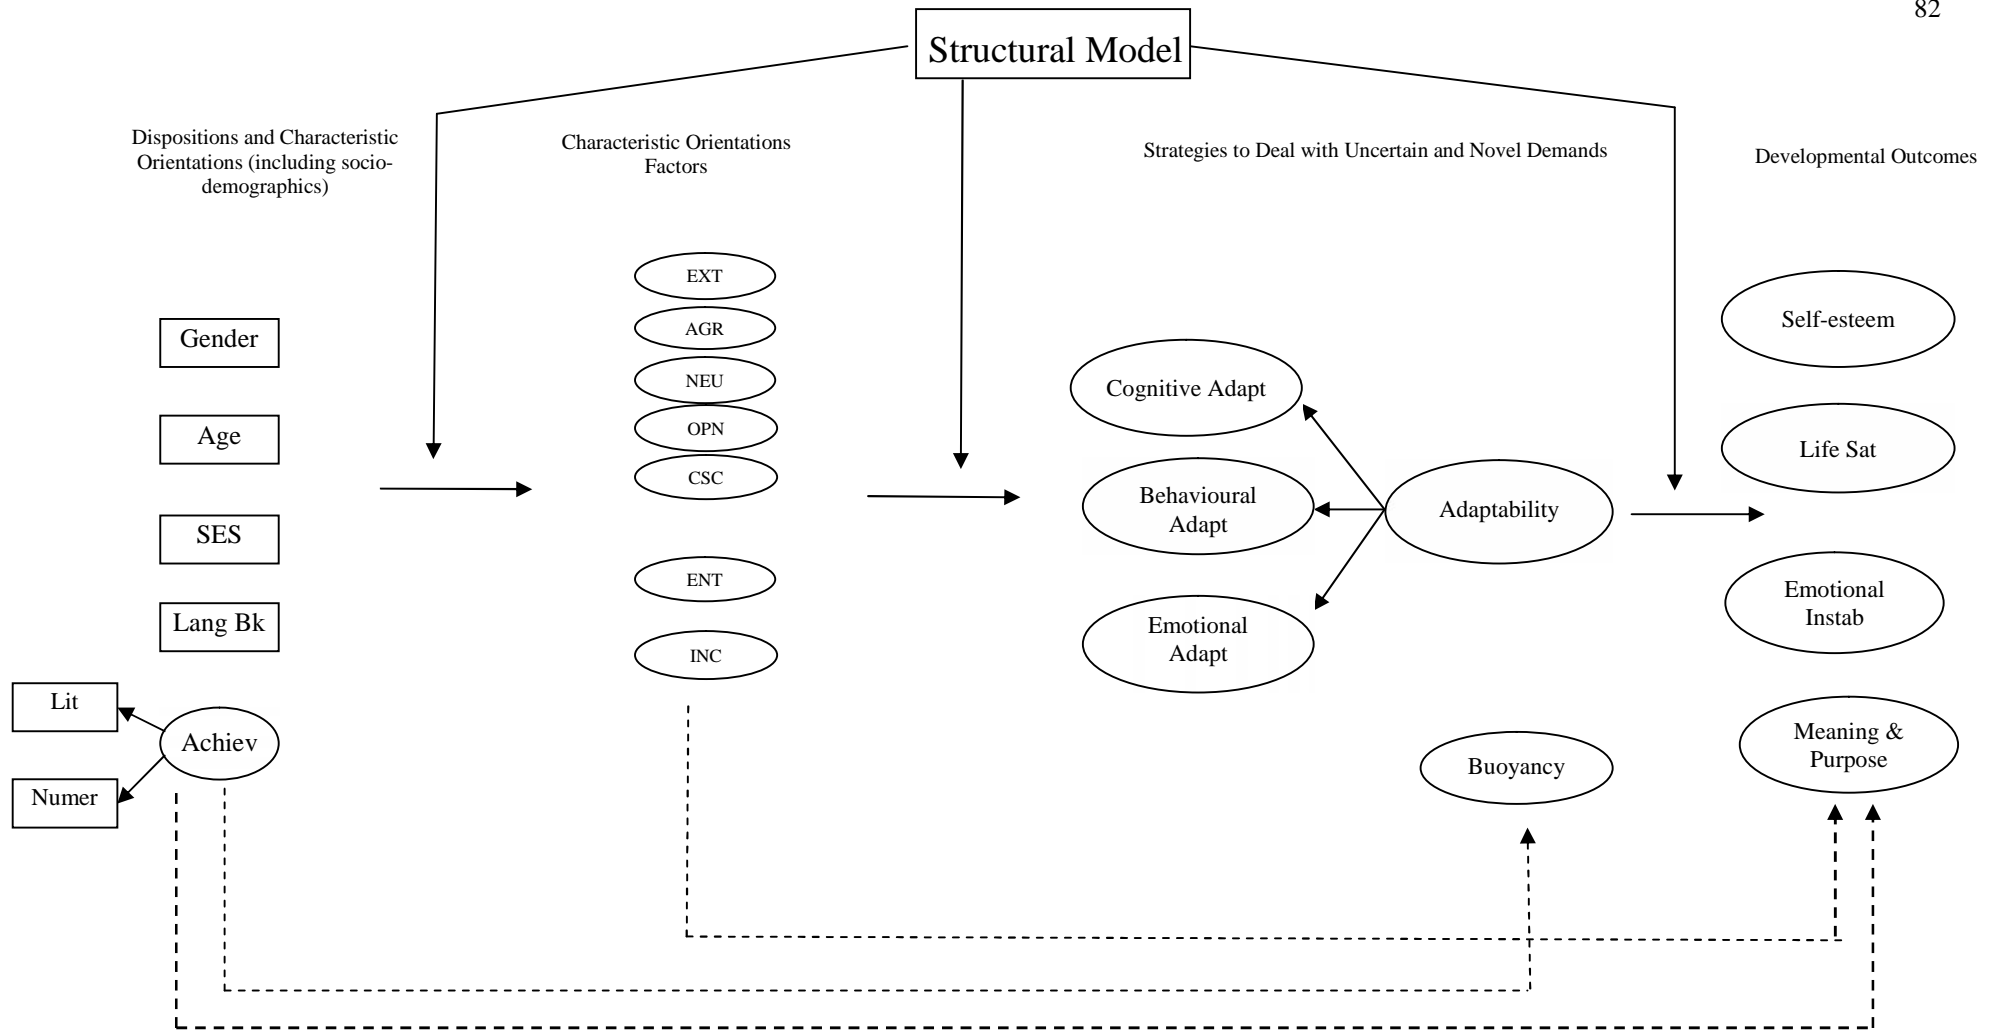 82
Structural Model
Dispositions and Characteristic
Orientations (including socio-
demographics)
Characteristic Orientations
Factors
Strategies to Deal with Uncertain and Novel Demands
Developmental Outcomes
Gender
Age
SES
Lang Bk
Lit
Achiev
Numer
EXT
AGR
NEU
OPN
CSC
ENT
INC
Cognitive Adapt
Behavioural
Adapt
Emotional
Adapt
Adaptability
Buoyancy
Self-esteem
Life Sat
Emotional
Instab
Meaning &
Purpose